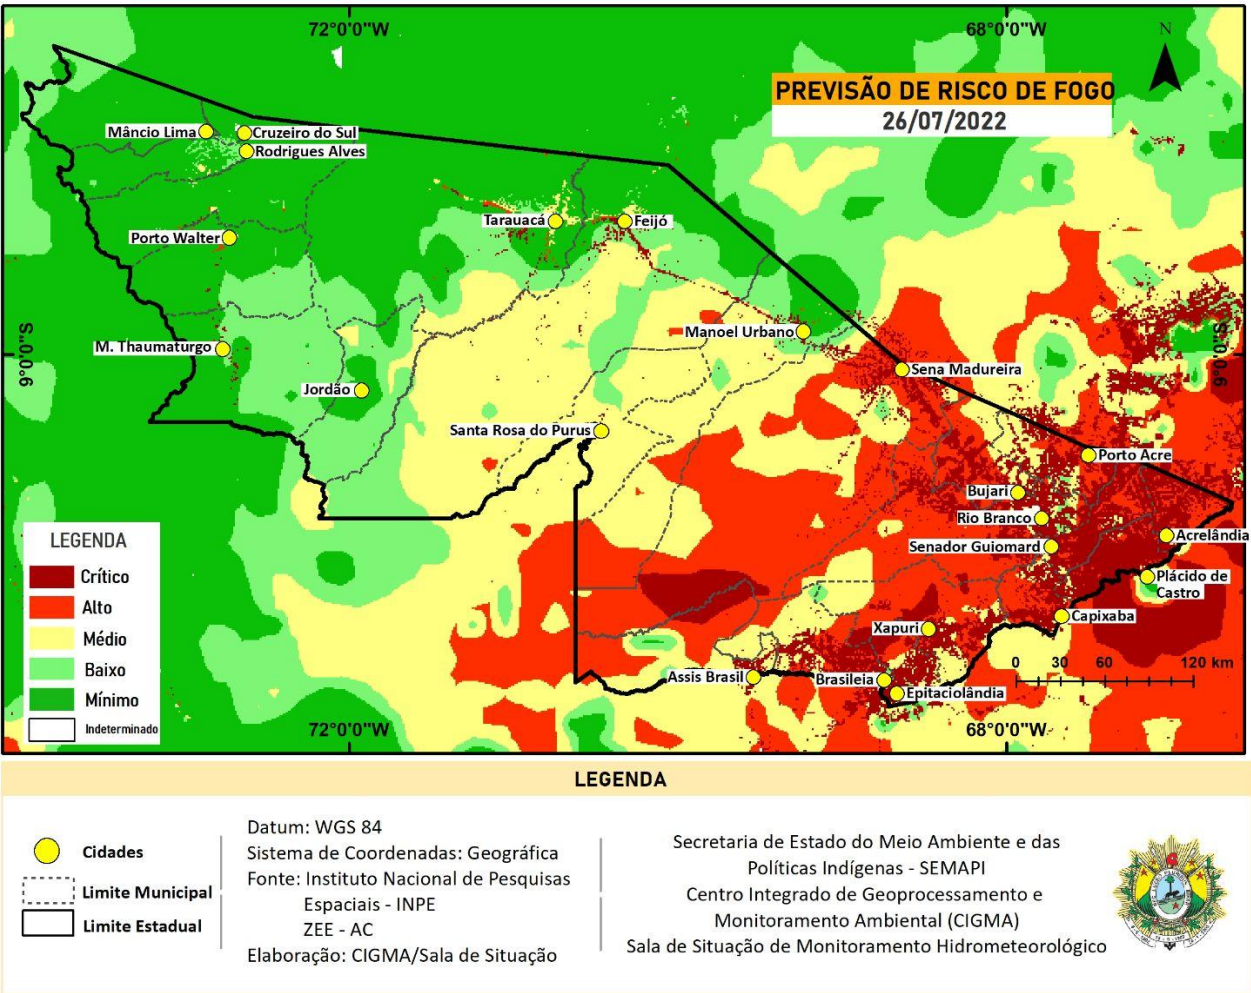 72°0'0"W
68°0'0"W
N
PREVISÃO DE RISCO DE FOGO
26/07/2022
Mâncio Lima
Cruzeiro do Sul
Rodrigues Alves
Tarauacá
Feijó
Porto Walter
Manoel Urbano
M. Thaumaturgo
Sena Madureira
9°0'0"S
9°0'0"S
Jordão
Santa Rosa do Purus
Porto Acre
Bujari
Rio Branco
Senador Guiomard
Acrelândia
Plácido de
Castro
Capixaba
Xapuri
Assis Brasil
Brasileia
Epitaciolândia
0 30 60 120 km
72°0'0"W
68°0'0"W
LEGENDA
Crítico
Alto
Médio
Baixo
Mínimo
Indeterminado
LEGENDA
Cidades
Limite Municipal
Limite Estadual
Datum: WGS 84
Sistema de Coordenadas: Geográfica
Fonte: Instituto Nacional de Pesquisas
Espaciais - INPE
ZEE - AC
Elaboração: CIGMA/Sala de Situação
Secretaria de Estado do Meio Ambiente e das
Políticas Indígenas - SEMAPI
Centro Integrado de Geoprocessamento e
Monitoramento Ambiental (CIGMA)
Sala de Situação de Monitoramento Hidrometeorológico